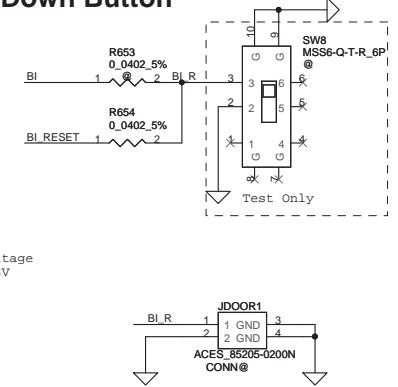 Down Button
10 9
SW8
MSS6-Q-T-R_6P
@
R653
0_0402_5%
@
G G
BI 1 2 BI_R 3 3 6 6
2 2 5 5
R654
0_0402_5%
BI_RESET 1 2 1 1 4 4
G G
8 7
Test Only
tage
V
JDOOR1
BI_R 1 1 GND 3
2 2 GND 4
ACES_85205-0200N
CONN@